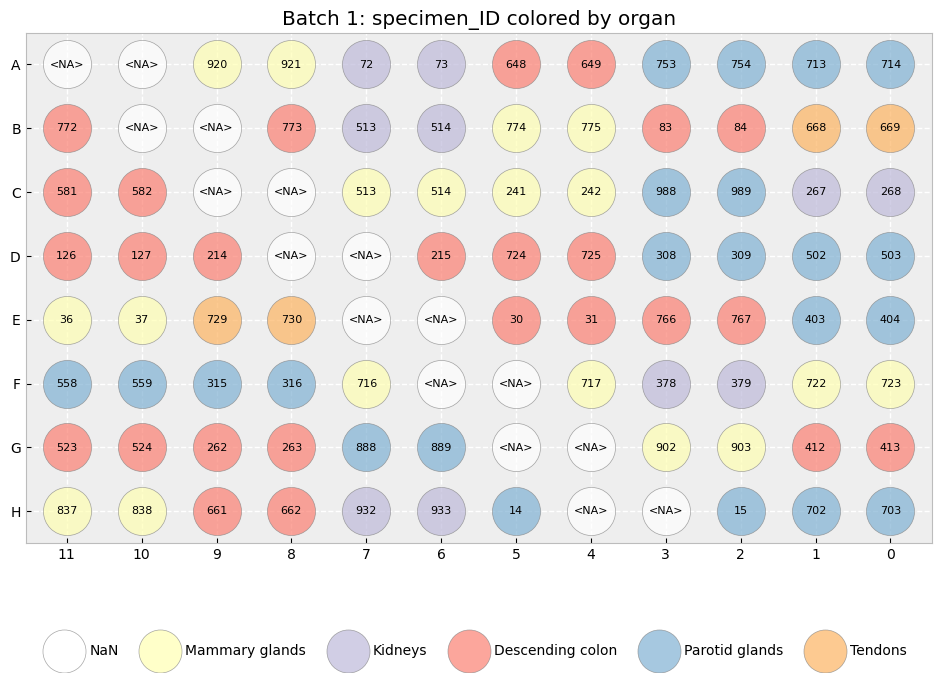 Batch 1: specimen_ID colored by organ
A <NA> <NA> 920 921 72 73 648 649 753 754 713 714
B 772 <NA> <NA> 773 513 514 774 775 83 84 668 669
C 581 582 <NA> <NA> 513 514 241 242 988 989 267 268
D 126 127 214 <NA> <NA> 215 724 725 308 309 502 503
E 36 37 729 730 <NA> <NA> 30 31 766 767 403 404
F 558 559 315 316 716 <NA> <NA> 717 378 379 722 723
G 523 524 262 263 888 889 <NA> <NA> 902 903 412 413
H 837 838 661 662 932 933 14 <NA> <NA> 15 702 703
11 10 9 8 7 6 5 4 3 2 1 0
NaN Mammary glands Kidneys Descending colon Parotid glands Tendons